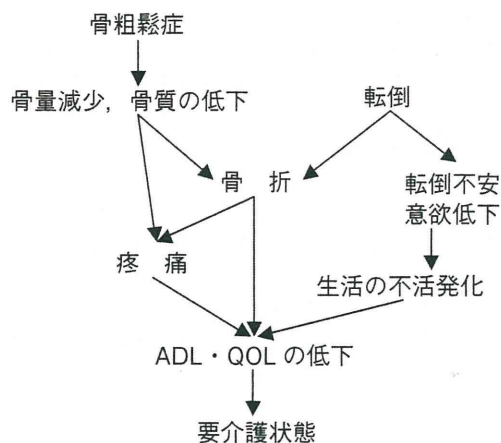 骨粗鬆症
骨量減少，骨質の低下
転倒
骨　折
転倒不安
意欲低下
疼　痛
生活の不活発化
ADL・QOL の低下
要介護状態